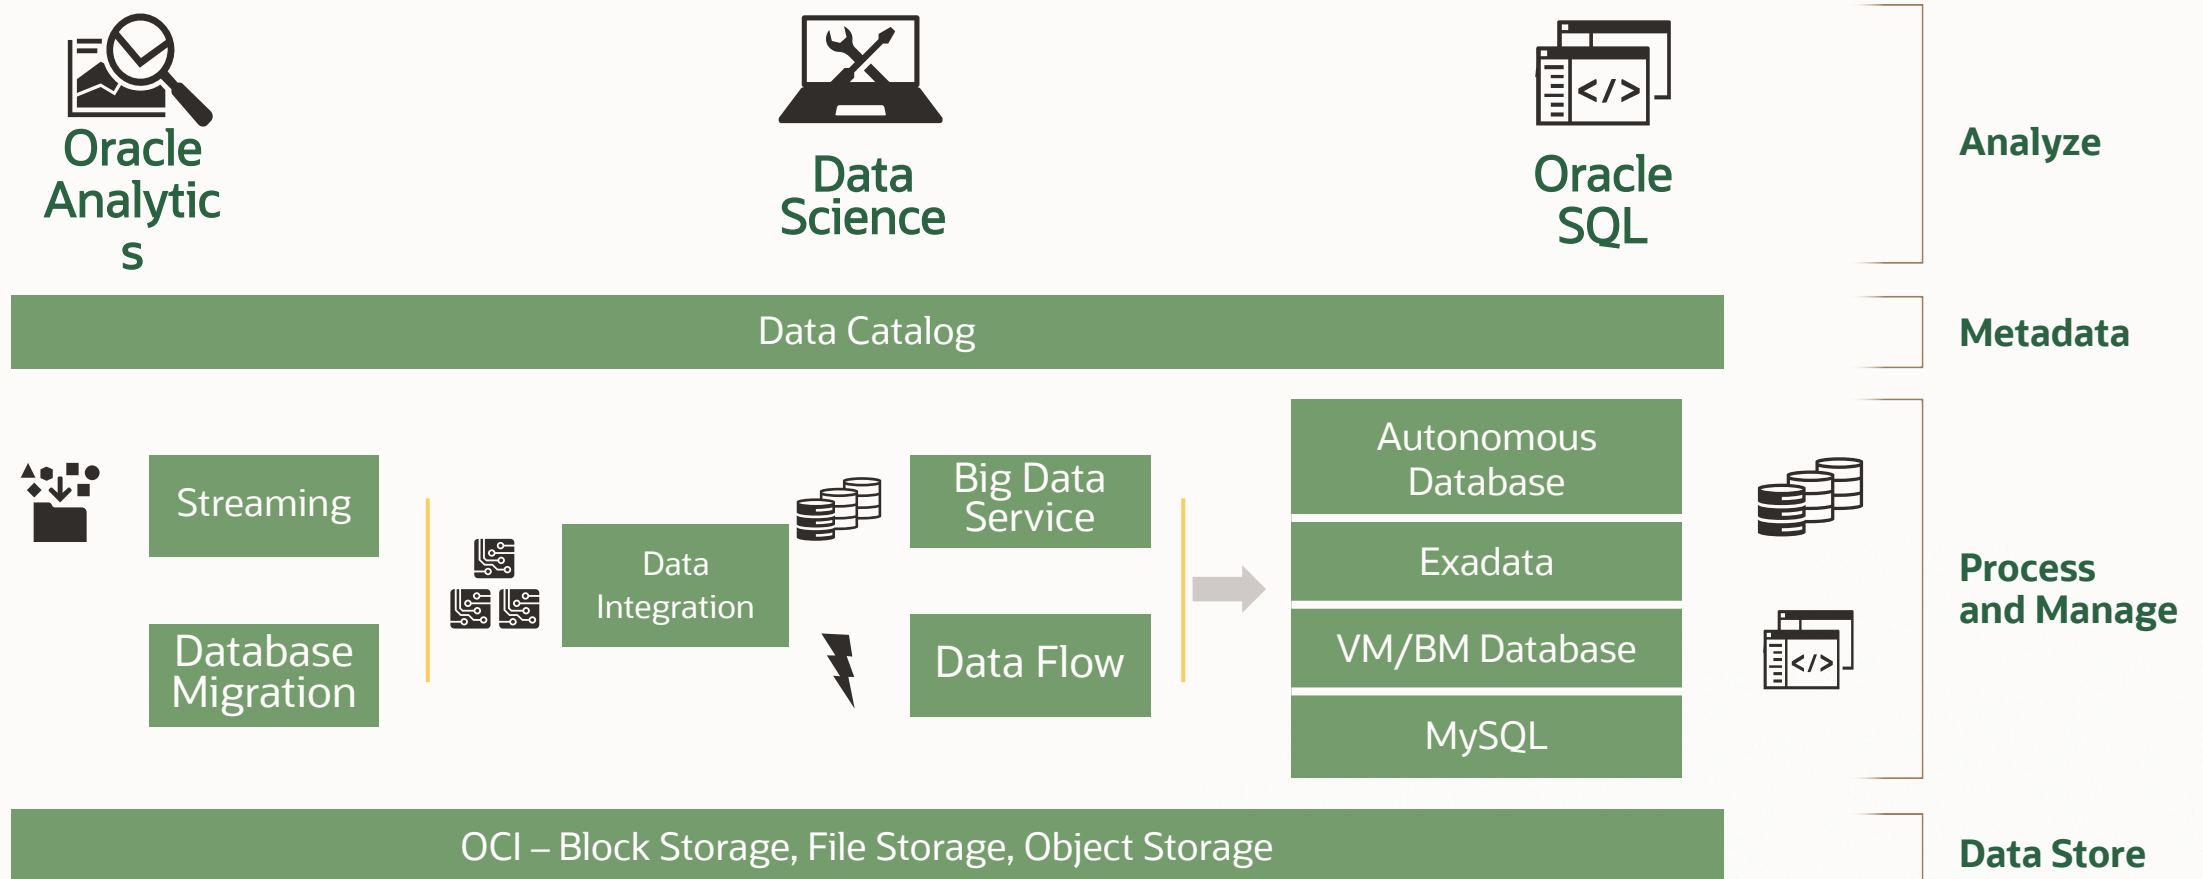 Oracle
Analytic
s
Data
Science
</>
Oracle
SQL
Analyze
Data Catalog
Metadata
Streaming
Database
Migration
Data
Integration
Big Data
Service
Data Flow
Autonomous
Database
Exadata
VM/BM Database
MySQL
</>
Process
and Manage
OCI – Block Storage, File Storage, Object Storage
Data Store